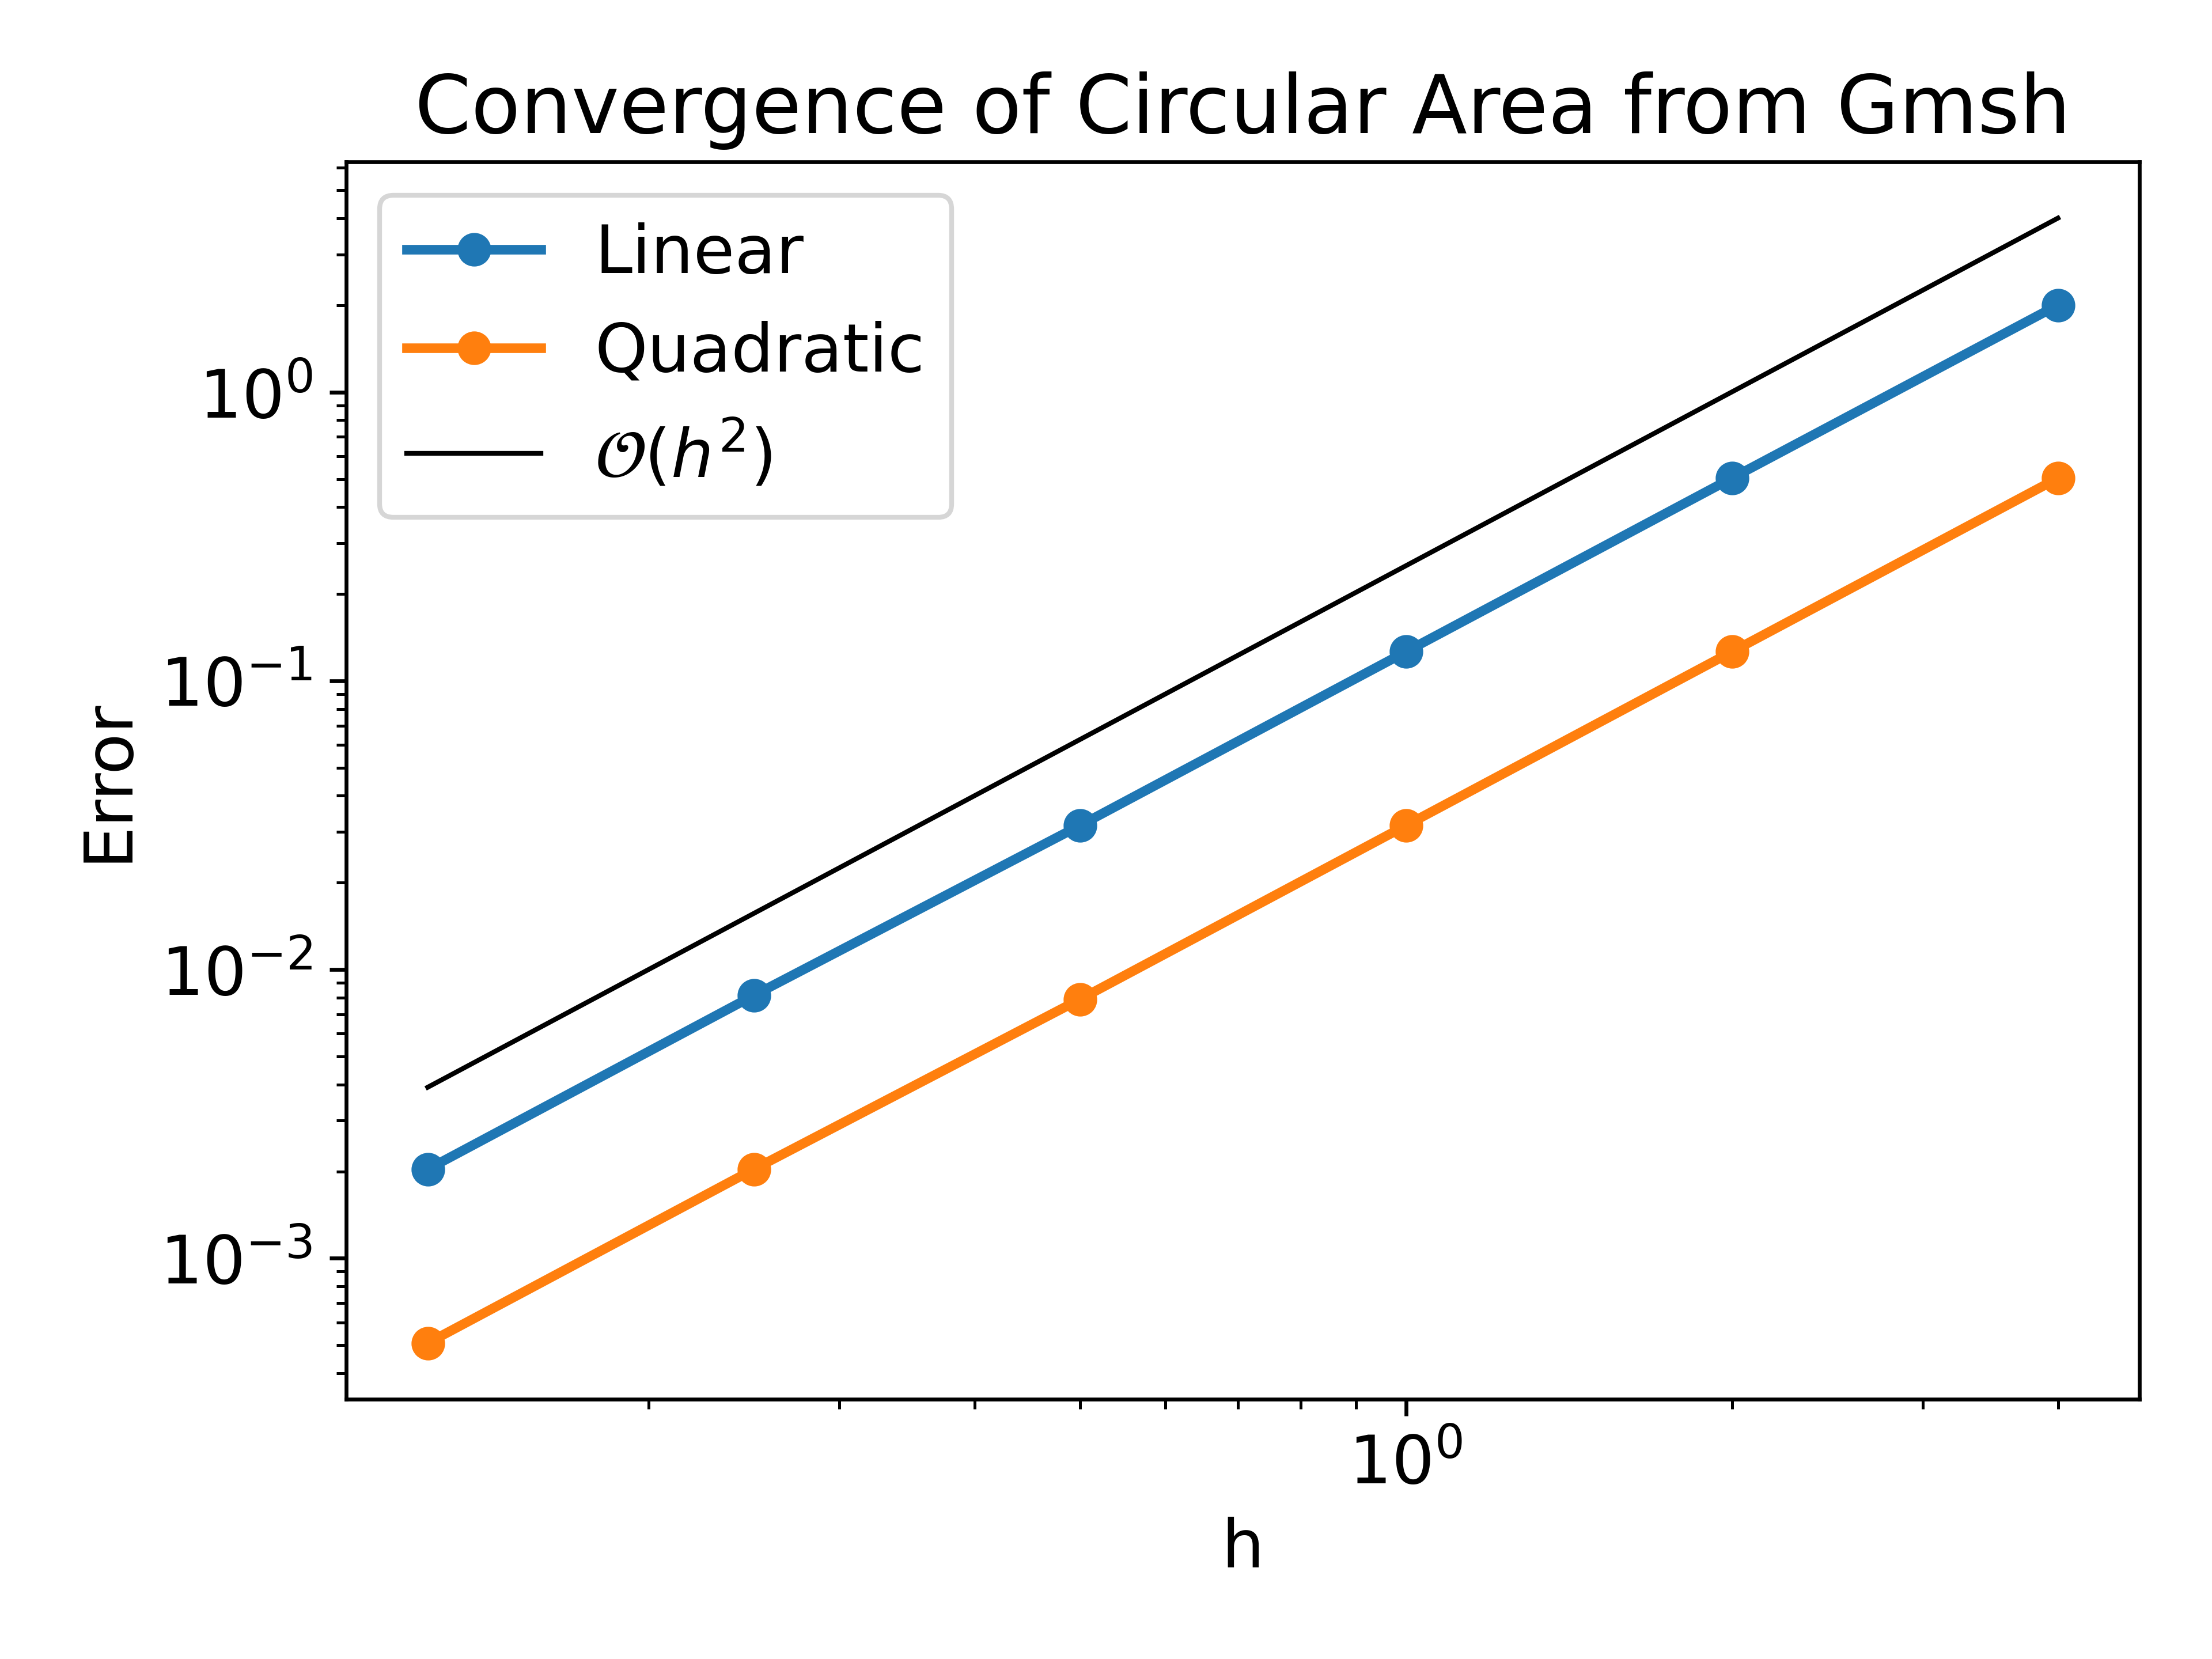 Convergence of Circular Area from Gmsh
Linear
Quadratic
𝒪(h²)
10⁰
10⁻¹
10⁻²
10⁻³
Error
10⁰
h